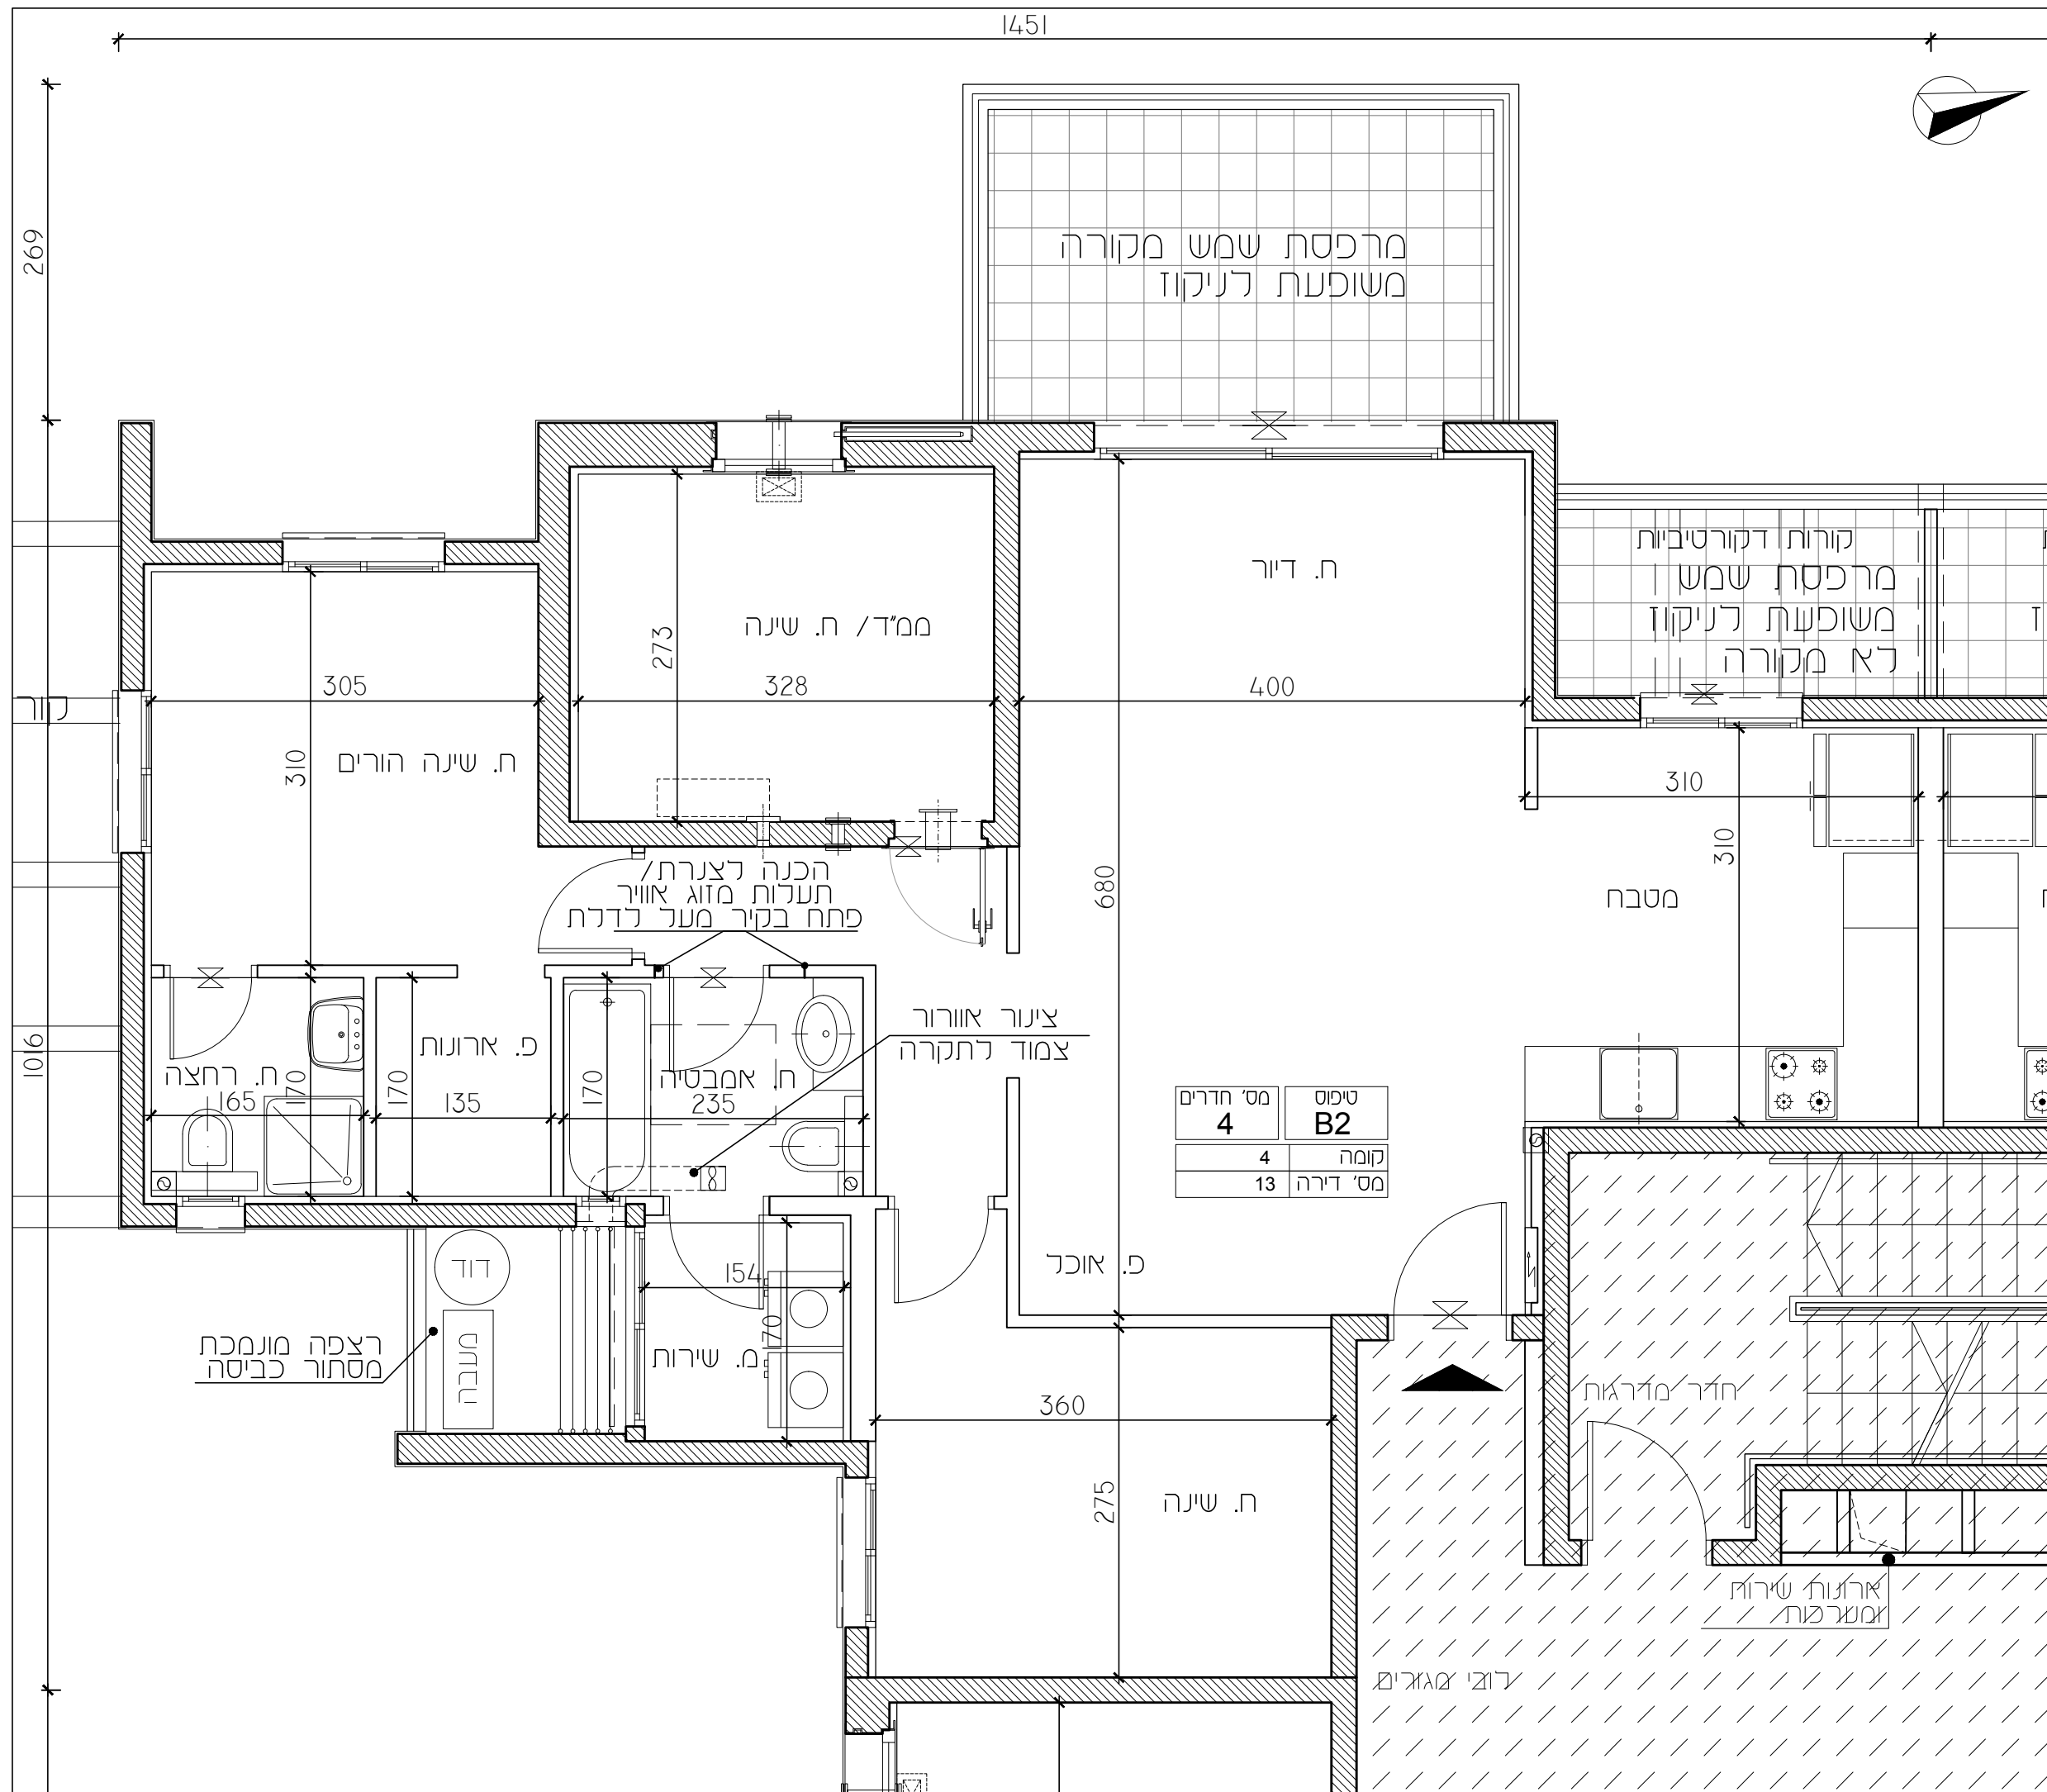 1451
269
מרפסת שמש מקורה
משופעת לניקוז
קורות דקורטיביות
מרפסת שמש
משופעת לניקוז
לא מקורה
ח. דיור
ממ"ד/ ח. שינה
273
305
328
400
קור
ח. שינה הורים
310
310
310
680
מטבח
הכנה לצנרת/
תעלות מזוג אוויר
פתח בקיר מעל לדלת
צינור אוורור
צמוד לתקרה
1016
פ. ארונות
ח. רחצה
ח. אמבטיה
165
170
170
135
170
235
טיפוס
B2
מס' חדרים
4
קומה 4
מס' דירה 13
פ. אוכל
דוד
מעבה
154
170
מ. שירות
רצפה מונמכת
מסתור כביסה
חדר מדרגות
360
275
ח. שינה
ארונות שירות
ומערכות
לובי מגורים